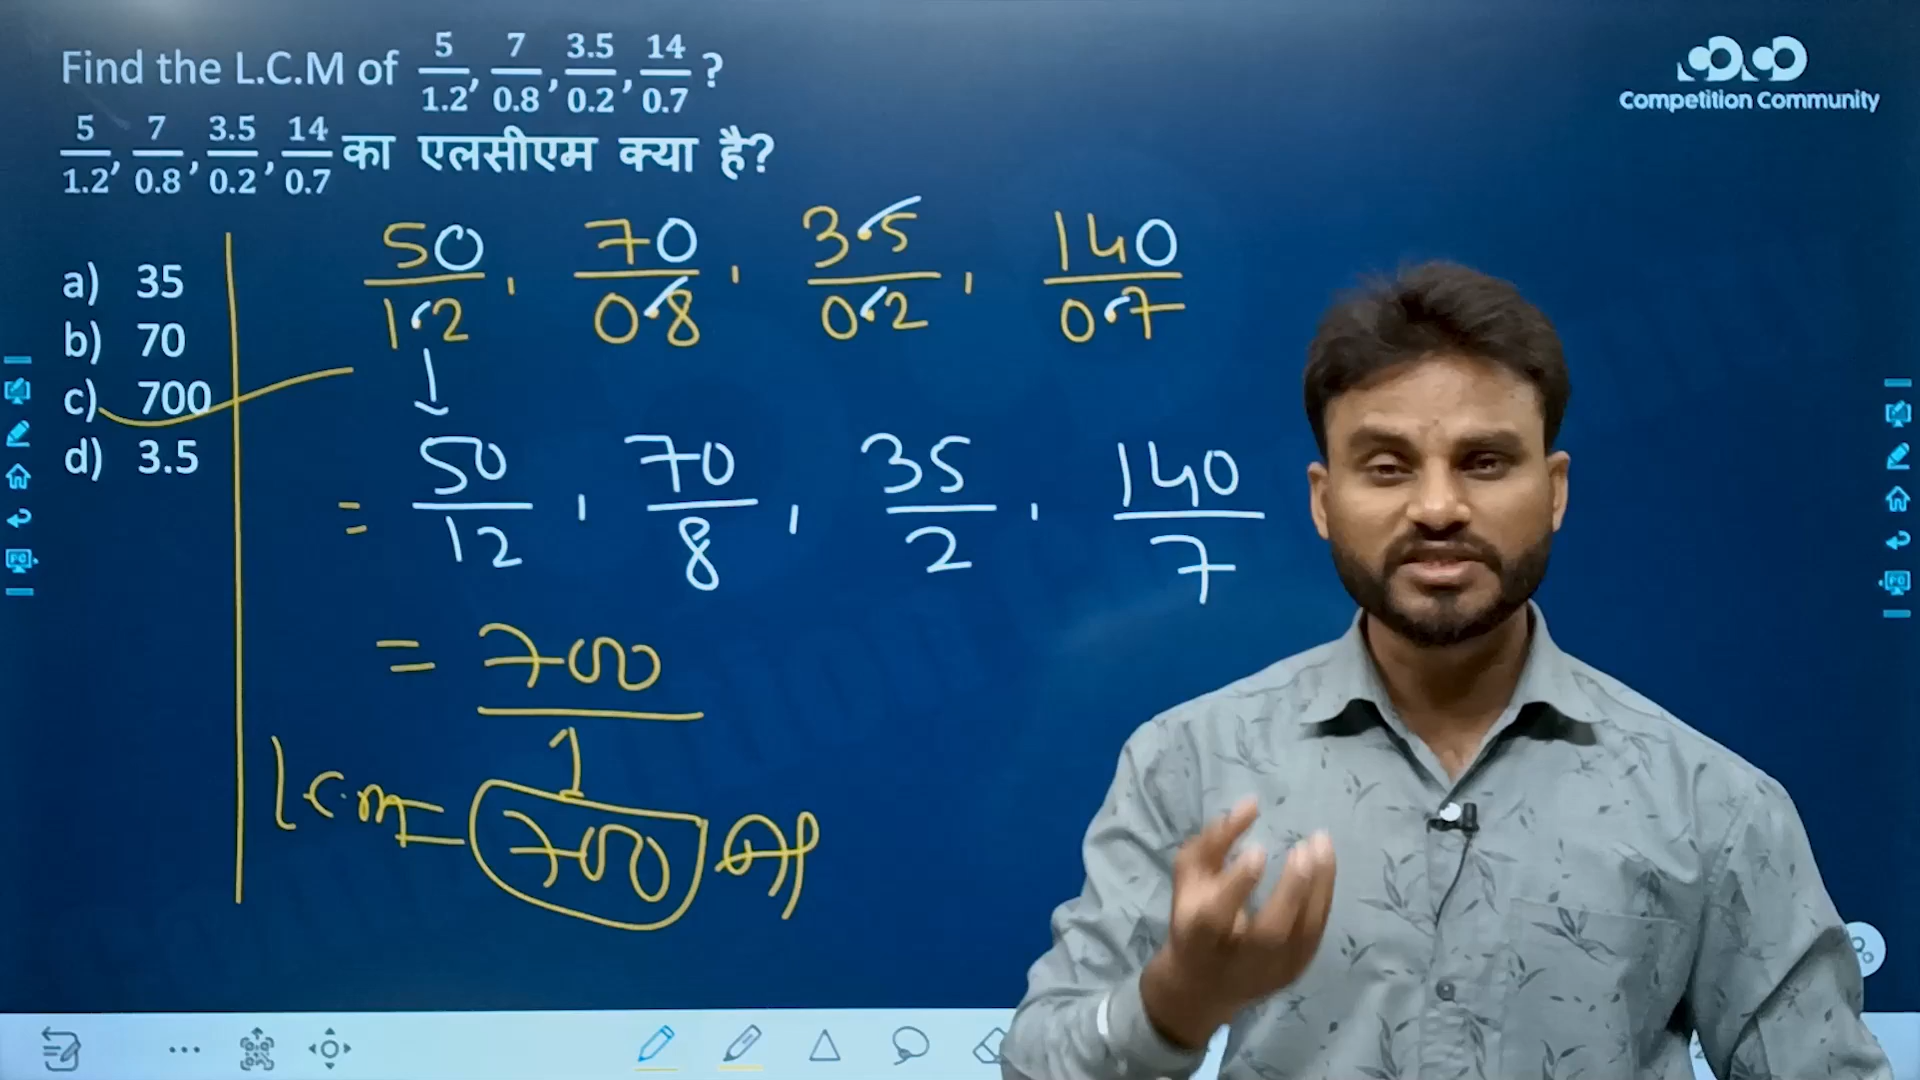 Find the L.C.M of 5/1.2, 7/0.8, 3.5/0.2, 14/0.7 ?
5/1.2, 7/0.8, 3.5/0.2, 14/0.7 का एलसीएम क्या है?
Competition Community
a) 35
b) 70
c) 700
d) 3.5
50/1.2, 70/0.8, 3.5/0.2, 140/0.7
= 50/12, 70/8, 35/2, 140/7
= 700/1
L.C.M = 700